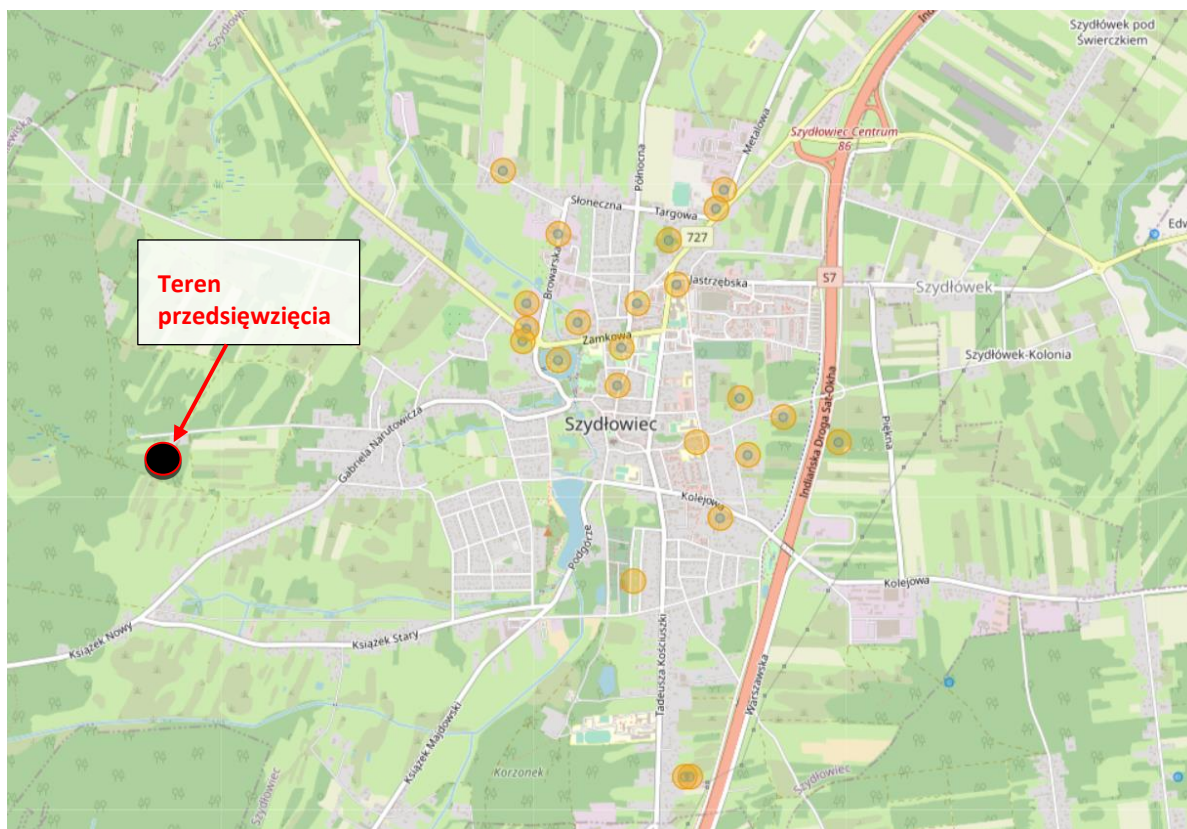 Szydłówek pod
Świerczkiem
Metalowa
Szydłowiec Centrum
86
Północna
Słoneczna
Targowa
727
Edw
Teren
przedsięwzięcia
Browarska
Jastrzębska
S7
Szydłówek
Zamkowa
Szydłówek-Kolonia
Indiańska Droga Sat-Okha
Gabriela Narutowicza
Szydłowiec
Piękna
Kolejowa
Podgórze
Kolejowa
Książek Nowy
Książek Stary
Tadeusza Kościuszki
Warszawska
Książek Majdowski
Korzonek
Szydłowiec
Szydłowiec